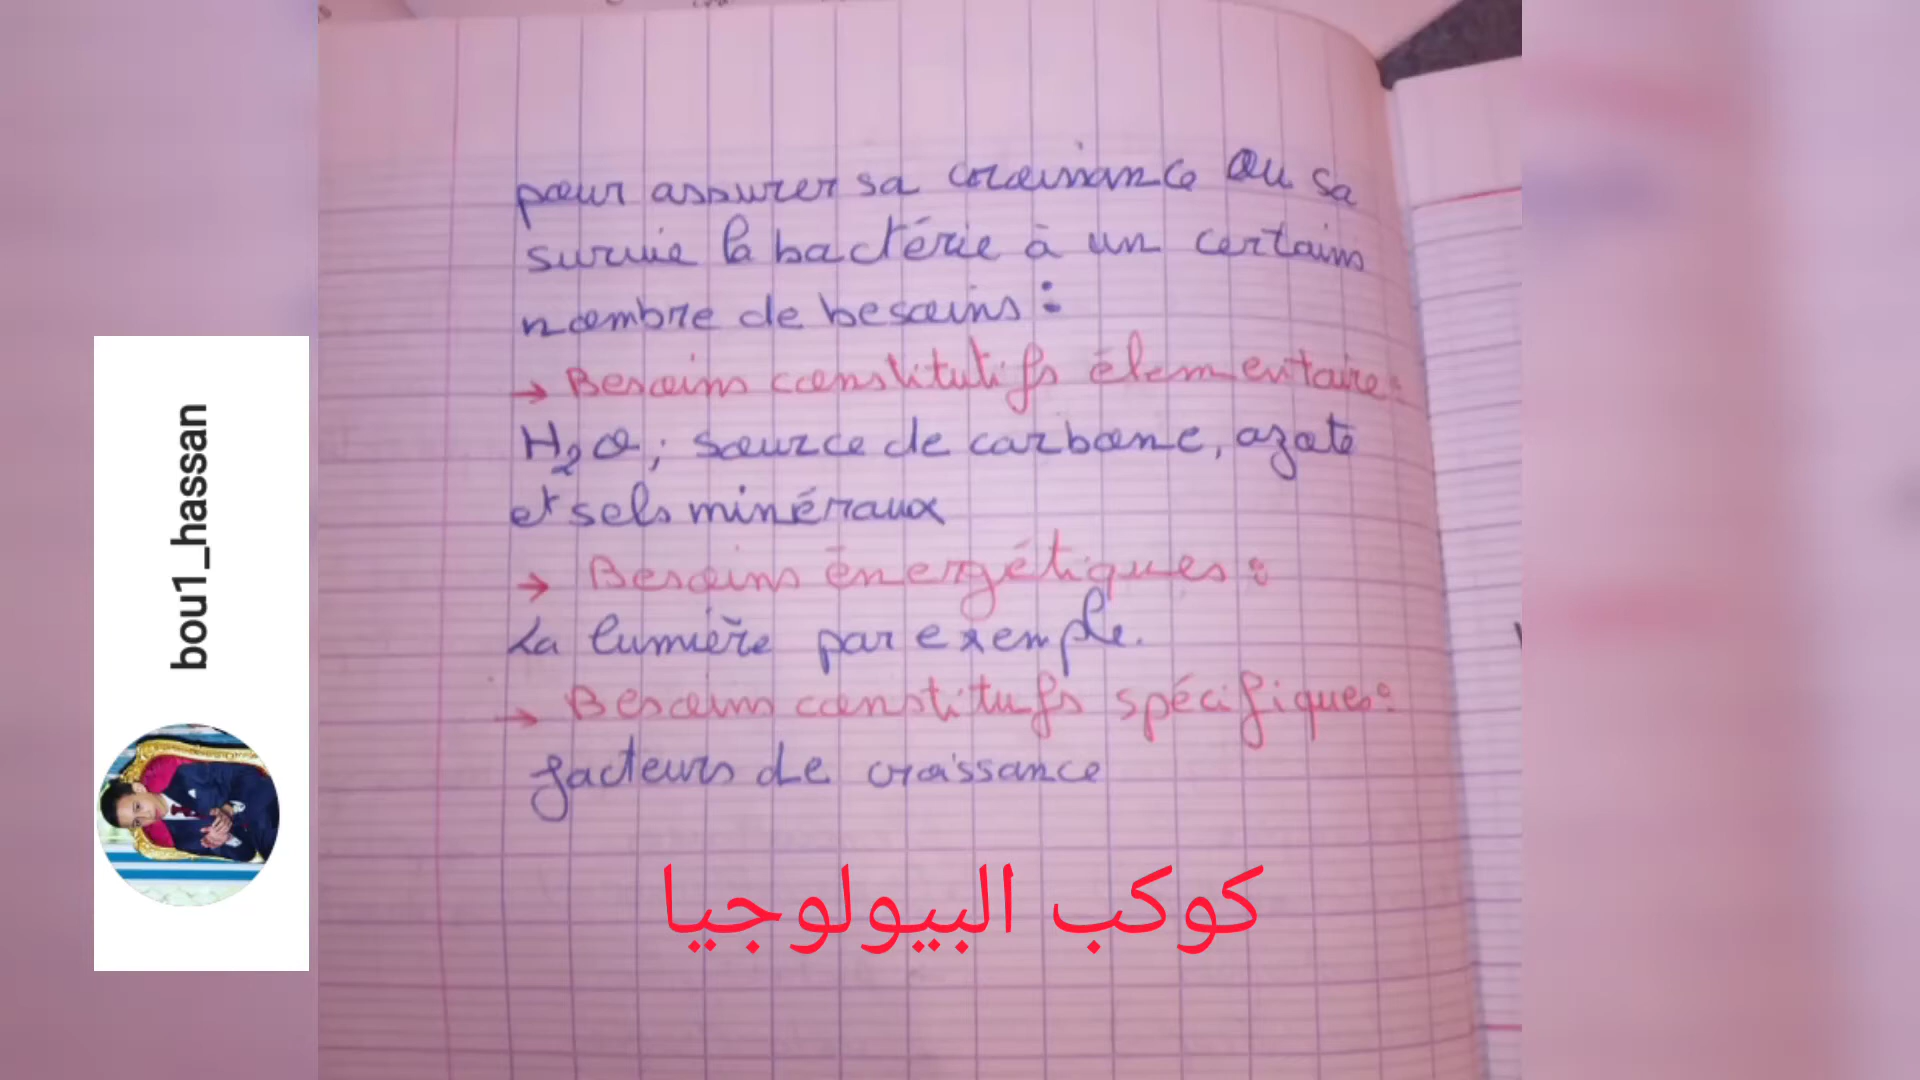 pour assurer sa croissance ou sa
survie la bactérie à un certains
nombre de besoins :
→ Besoins constitutifs élementaire:
H₂O ; source de carbone, azote
et sels minéraux
→ Besoins énergétiques :
La lumière par exemple.
→ Besoins constitufs spécifiques:
facteurs de croissance
كوكب البيولوجيا
bou1_hassan